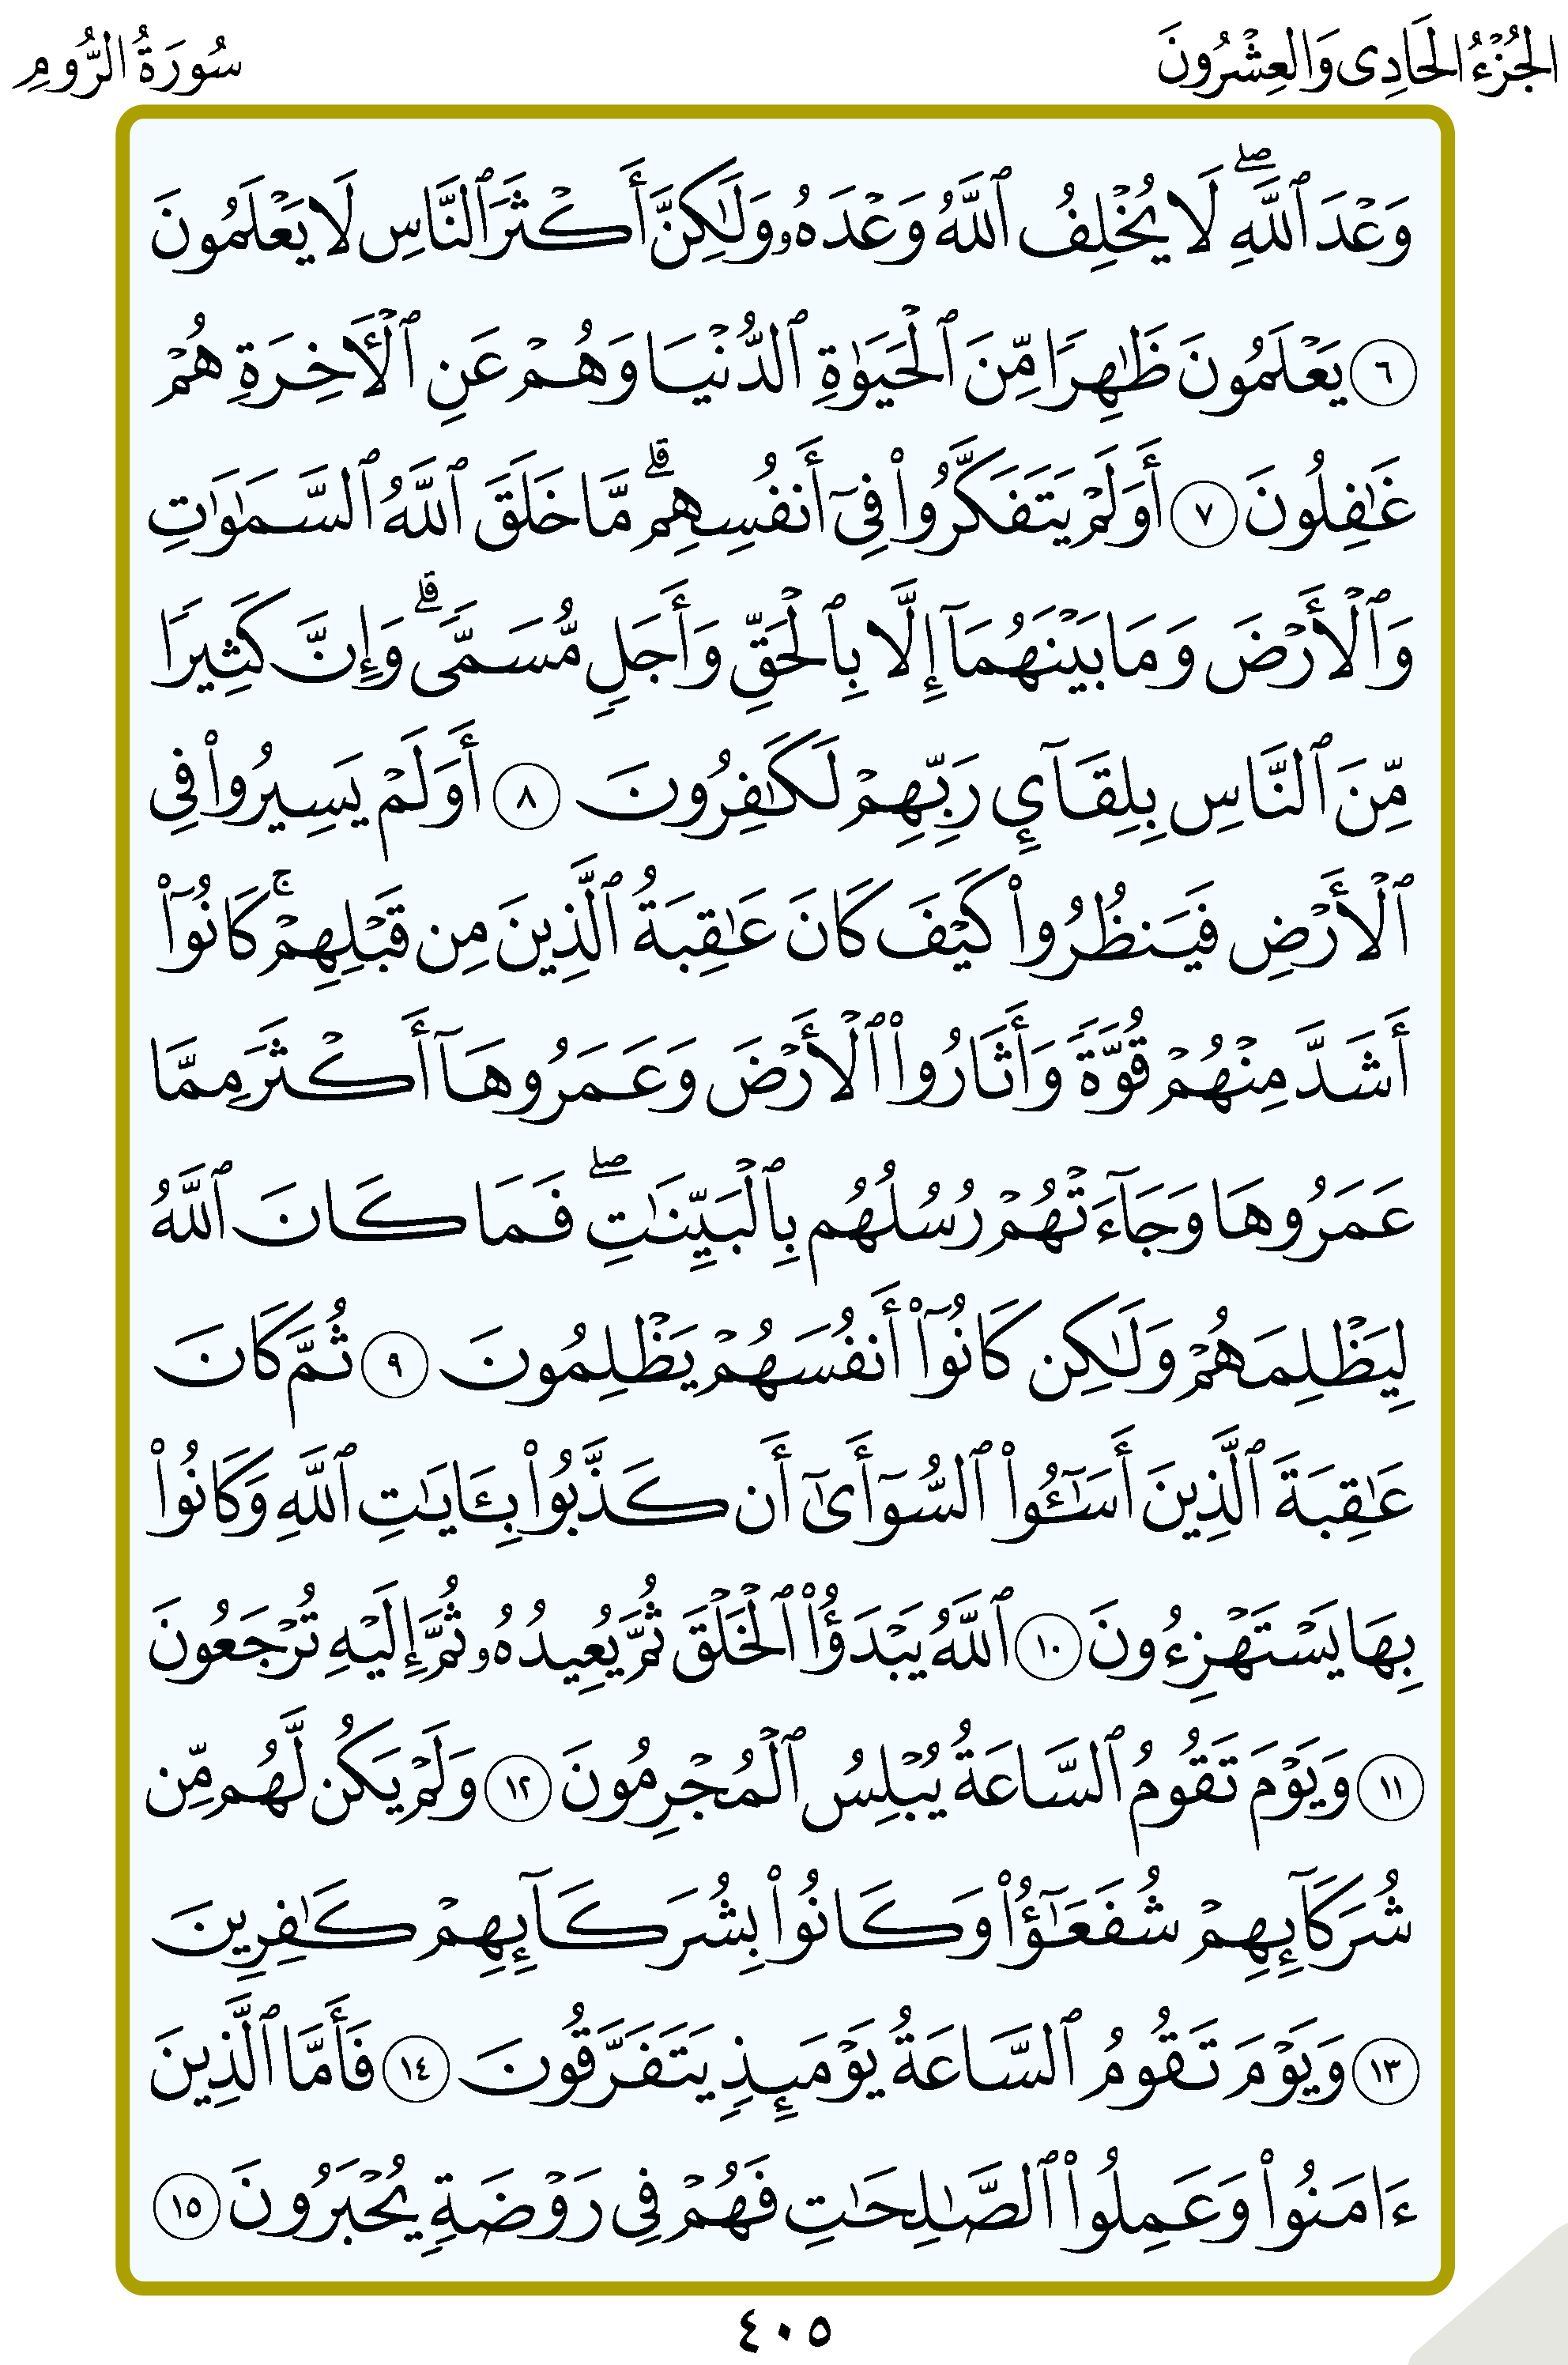 الجُزْءُ الحَادِي وَالعِشْرُونَ
سُورَةُ الرُّومِ
وَعْدَ ٱللَّهِۖ لَا يُخْلِفُ ٱللَّهُ وَعْدَهُۥ وَلَٰكِنَّ أَكْثَرَ ٱلنَّاسِ لَا يَعْلَمُونَ
٦ يَعْلَمُونَ ظَٰهِرًا مِّنَ ٱلْحَيَوٰةِ ٱلدُّنْيَا وَهُمْ عَنِ ٱلْأَخِرَةِ هُمْ
غَٰفِلُونَ ٧ أَوَلَمْ يَتَفَكَّرُوا۟ فِىٓ أَنفُسِهِمۗ مَّا خَلَقَ ٱللَّهُ ٱلسَّمَٰوَٰتِ
وَٱلْأَرْضَ وَمَا بَيْنَهُمَآ إِلَّا بِٱلْحَقِّ وَأَجَلٍ مُّسَمًّىۗ وَإِنَّ كَثِيرًا
مِّنَ ٱلنَّاسِ بِلِقَآئِ رَبِّهِمْ لَكَٰفِرُونَ ٨ أَوَلَمْ يَسِيرُوا۟ فِى
ٱلْأَرْضِ فَيَنظُرُوا۟ كَيْفَ كَانَ عَٰقِبَةُ ٱلَّذِينَ مِن قَبْلِهِمْۚ كَانُوٓا۟
أَشَدَّ مِنْهُمْ قُوَّةً وَأَثَارُوا۟ ٱلْأَرْضَ وَعَمَرُوهَآ أَكْثَرَ مِمَّا
عَمَرُوهَا وَجَآءَتْهُمْ رُسُلُهُم بِٱلْبَيِّنَٰتِۖ فَمَا كَانَ ٱللَّهُ
لِيَظْلِمَهُمْ وَلَٰكِن كَانُوٓا۟ أَنفُسَهُمْ يَظْلِمُونَ ٩ ثُمَّ كَانَ
عَٰقِبَةَ ٱلَّذِينَ أَسَٰٓـُٔوا۟ ٱلسُّوٓأَىٰٓ أَن كَذَّبُوا۟ بِـَٔايَٰتِ ٱللَّهِ وَكَانُوا۟
بِهَا يَسْتَهْزِءُونَ ١٠ ٱللَّهُ يَبْدَؤُا۟ ٱلْخَلْقَ ثُمَّ يُعِيدُهُۥ ثُمَّ إِلَيْهِ تُرْجَعُونَ
١١ وَيَوْمَ تَقُومُ ٱلسَّاعَةُ يُبْلِسُ ٱلْمُجْرِمُونَ ١٢ وَلَمْ يَكُن لَّهُم مِّن
شُرَكَآئِهِمْ شُفَعَٰٓؤُا۟ وَكَانُوا۟ بِشُرَكَآئِهِمْ كَٰفِرِينَ
١٣ وَيَوْمَ تَقُومُ ٱلسَّاعَةُ يَوْمَئِذٍ يَتَفَرَّقُونَ ١٤ فَأَمَّا ٱلَّذِينَ
ءَامَنُوا۟ وَعَمِلُوا۟ ٱلصَّٰلِحَٰتِ فَهُمْ فِى رَوْضَةٍ يُحْبَرُونَ ١٥
٤٠٥